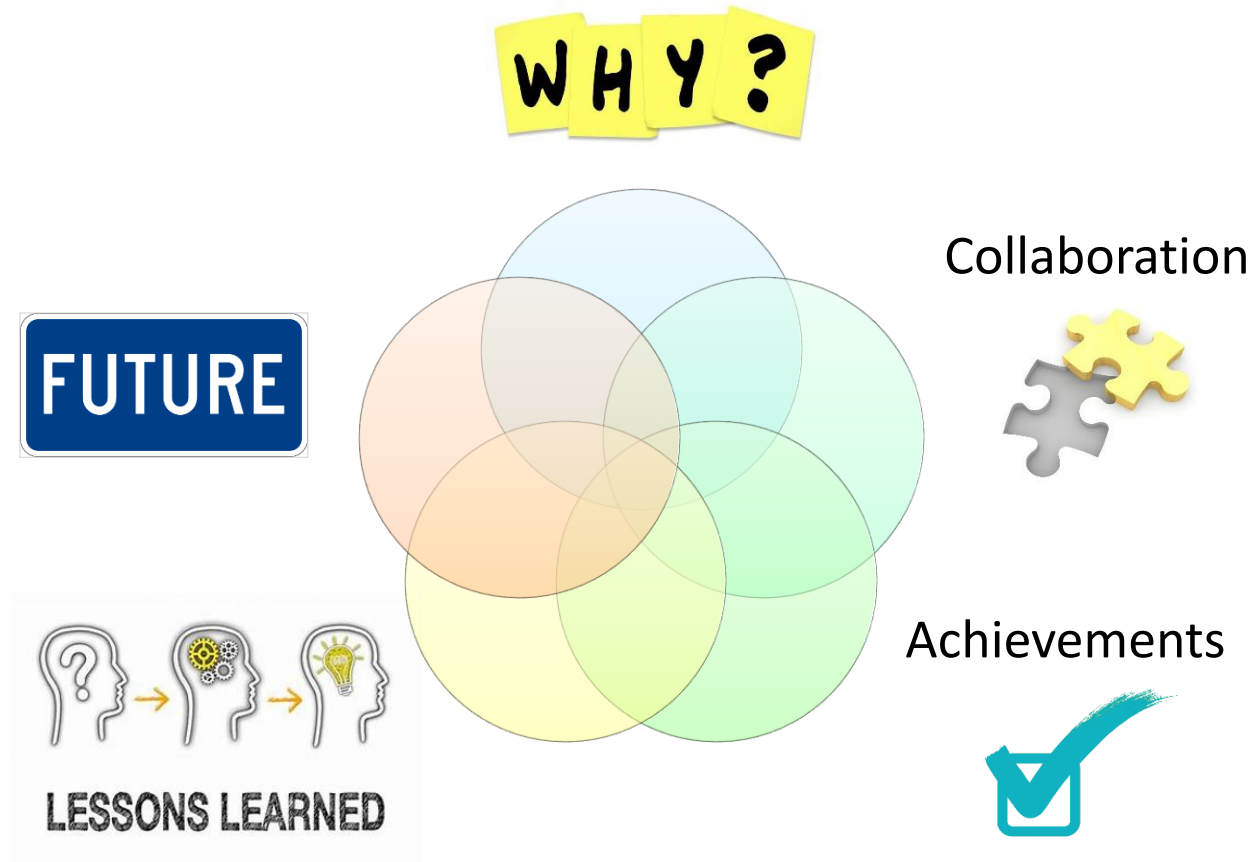 WHY?
Collaboration
FUTURE
Achievements
?
LESSONS LEARNED